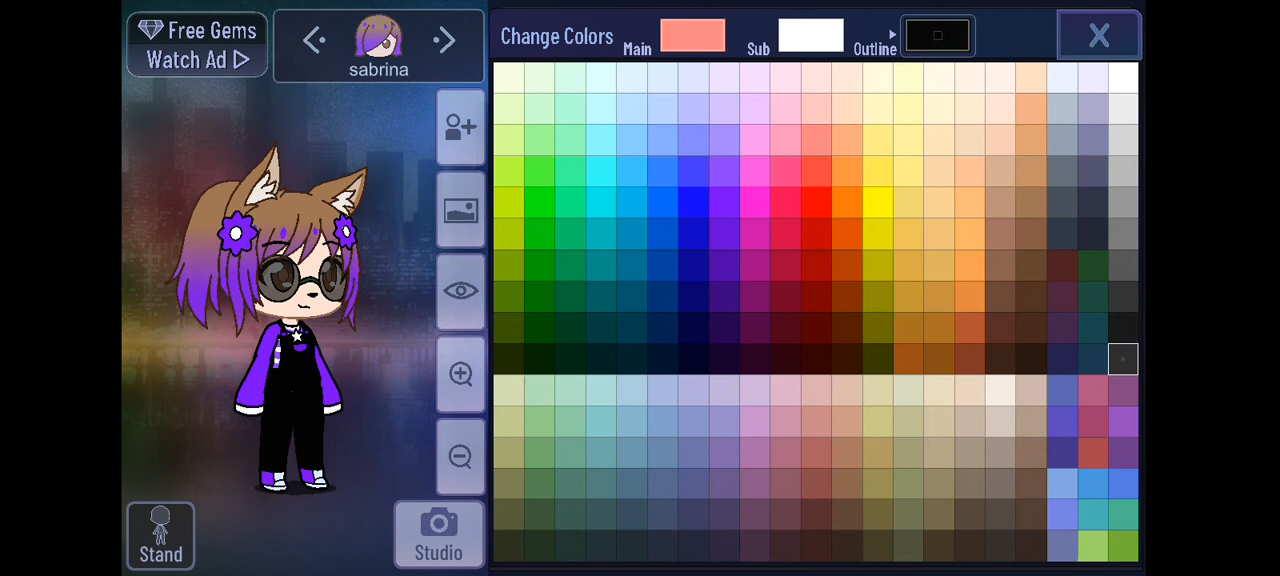 Free Gems
Watch Ad
sabrina
Change Colors
Main
Sub
Outline
X
Stand
Studio